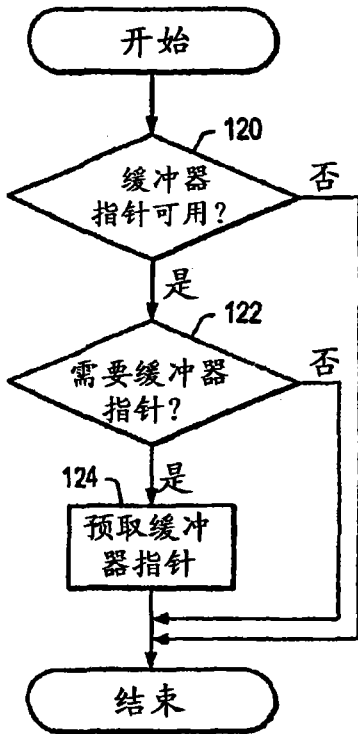 开始
120
缓冲器
指针可用?
否
是
122
需要缓冲器
指针?
否
是
124
预取缓冲
器指针
结束